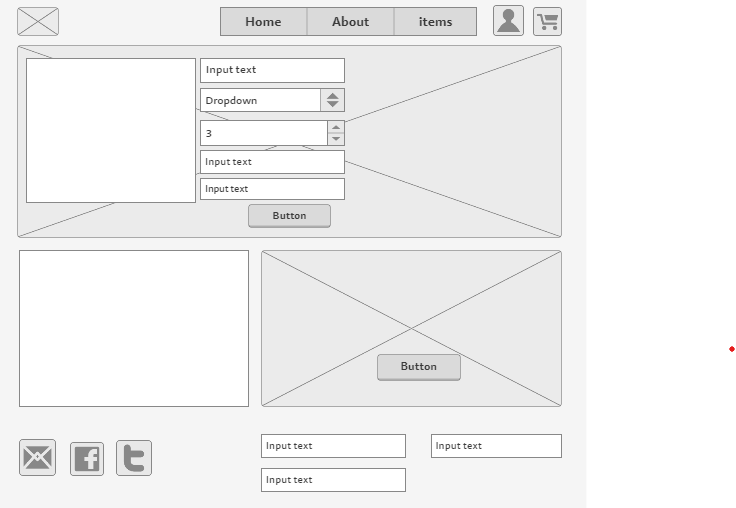 Home About items
Input text
Dropdown
3
Input text
Input text
Button
Button
Input text Input text
Input text